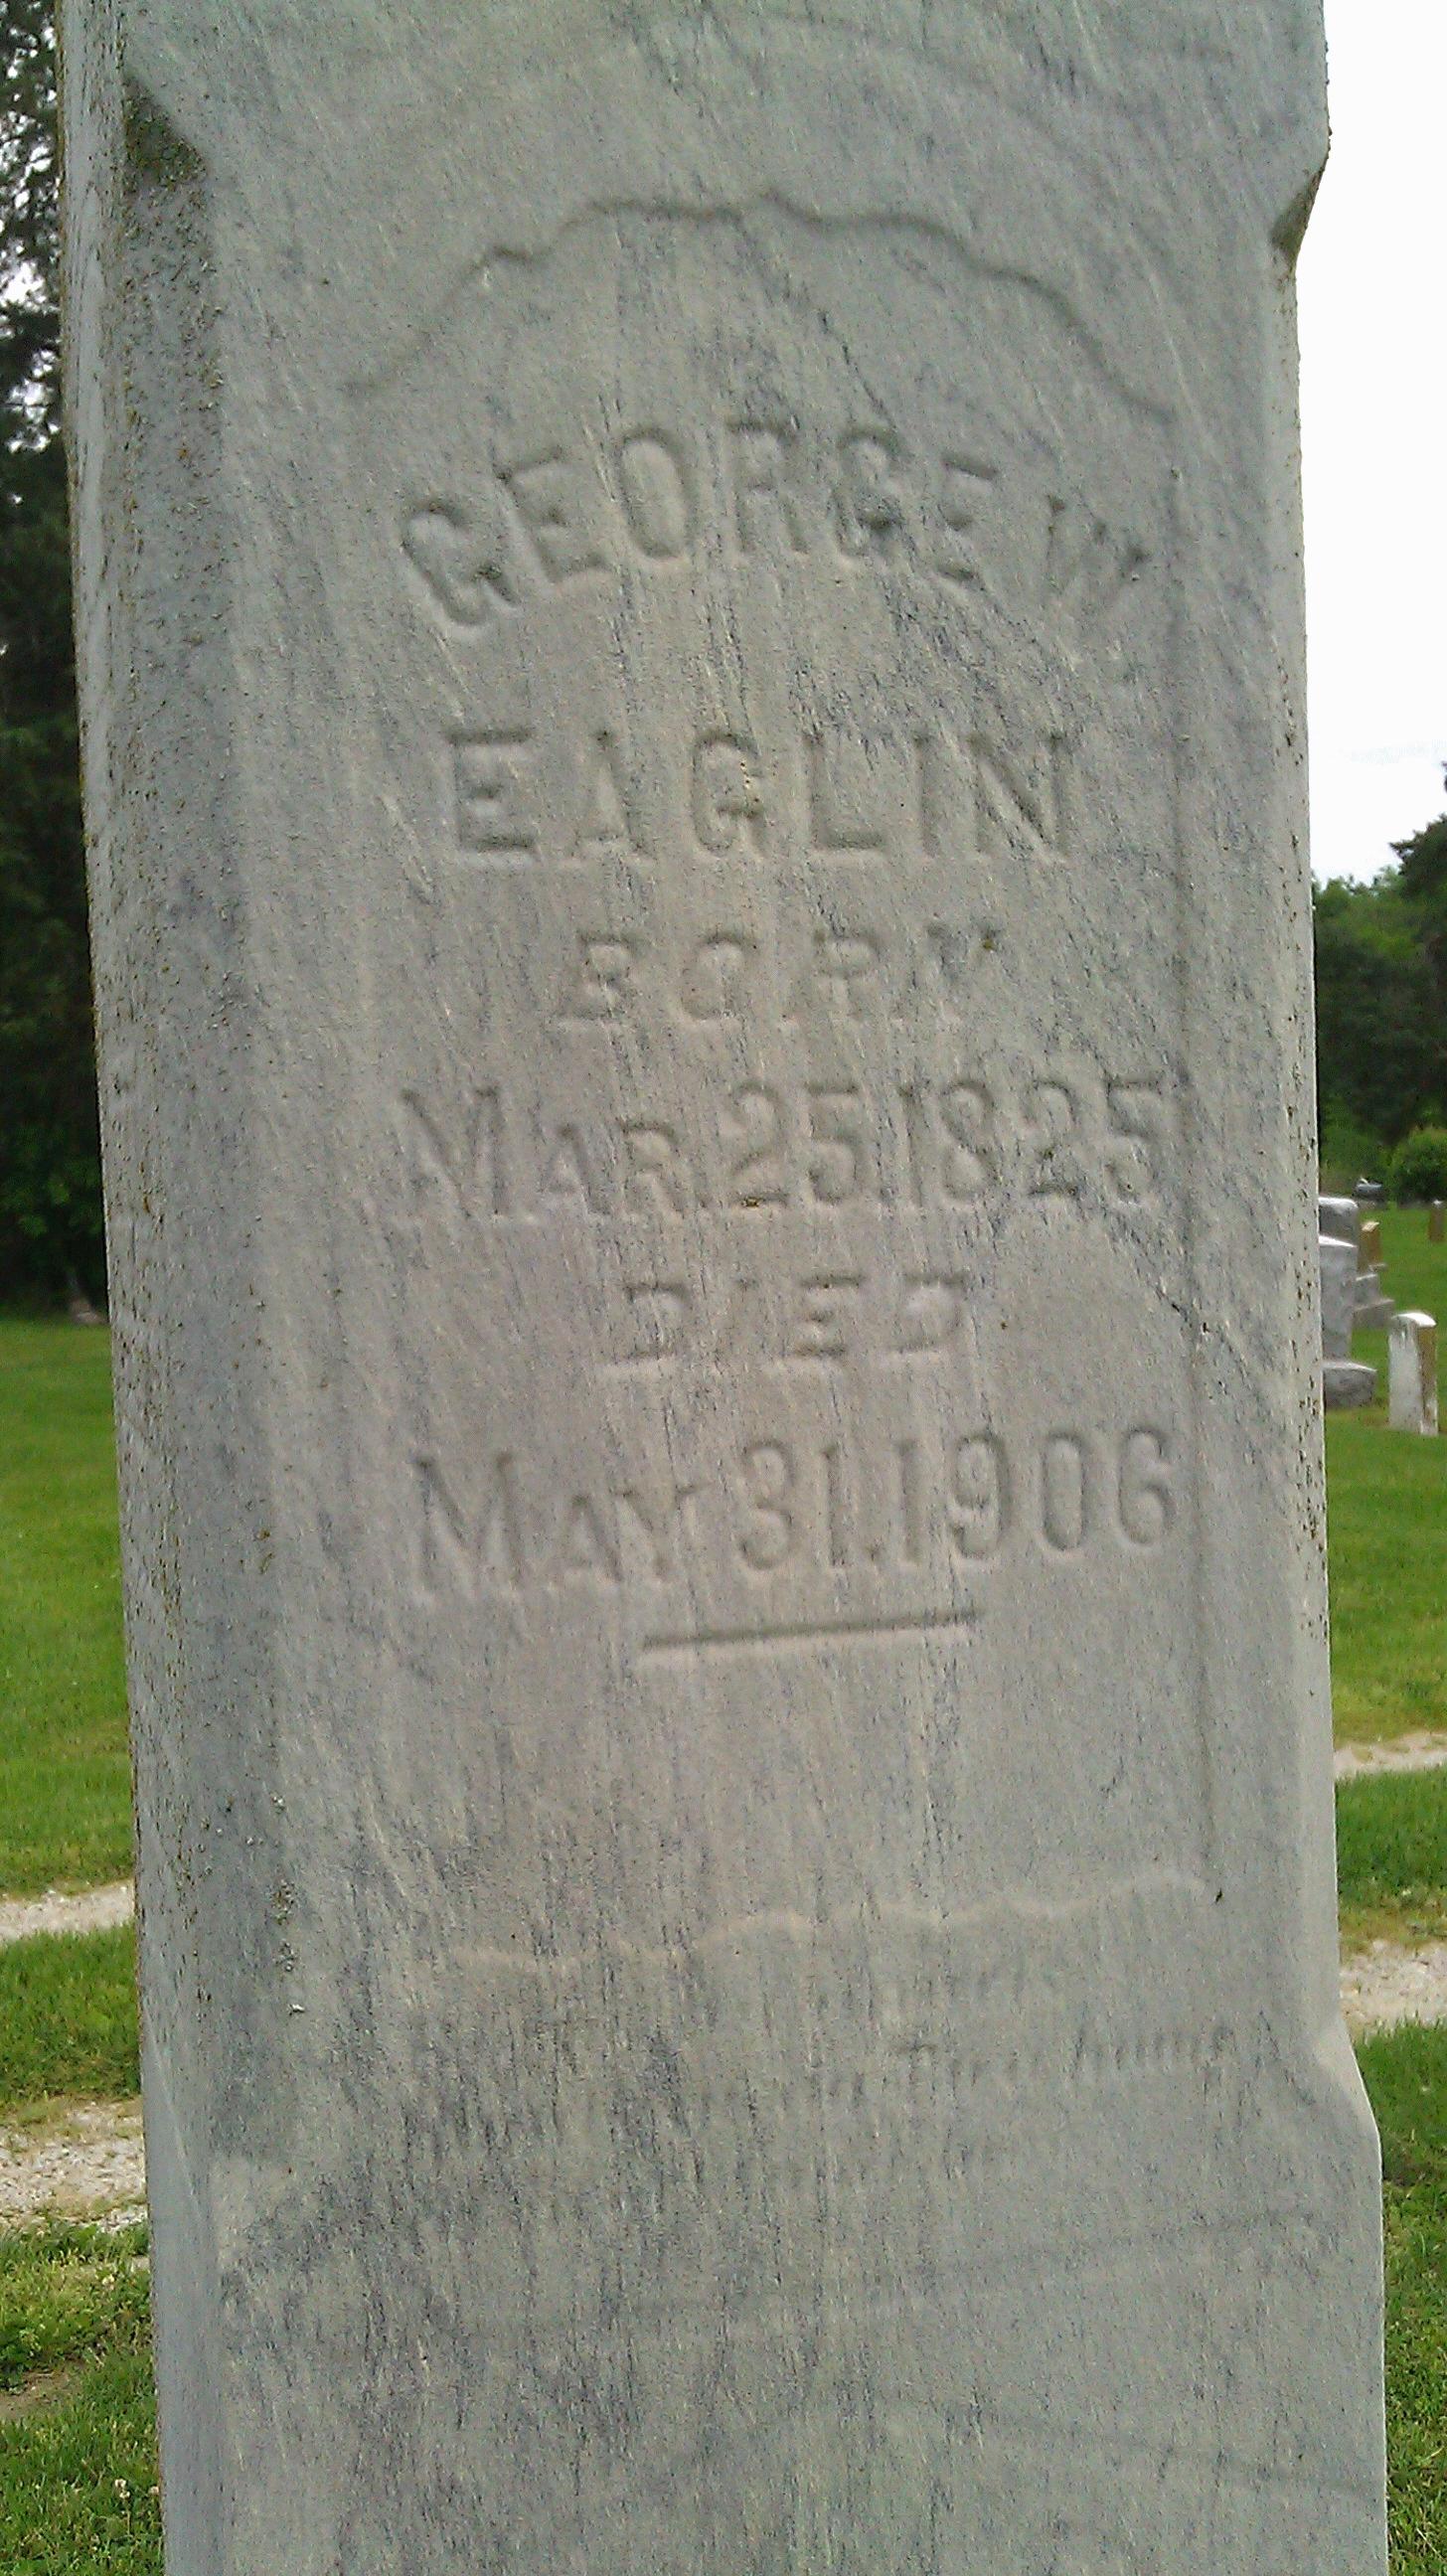 GEORGE W
EAGLIN
BORN
MAR.25.1825
DIED
MAY 31.1906